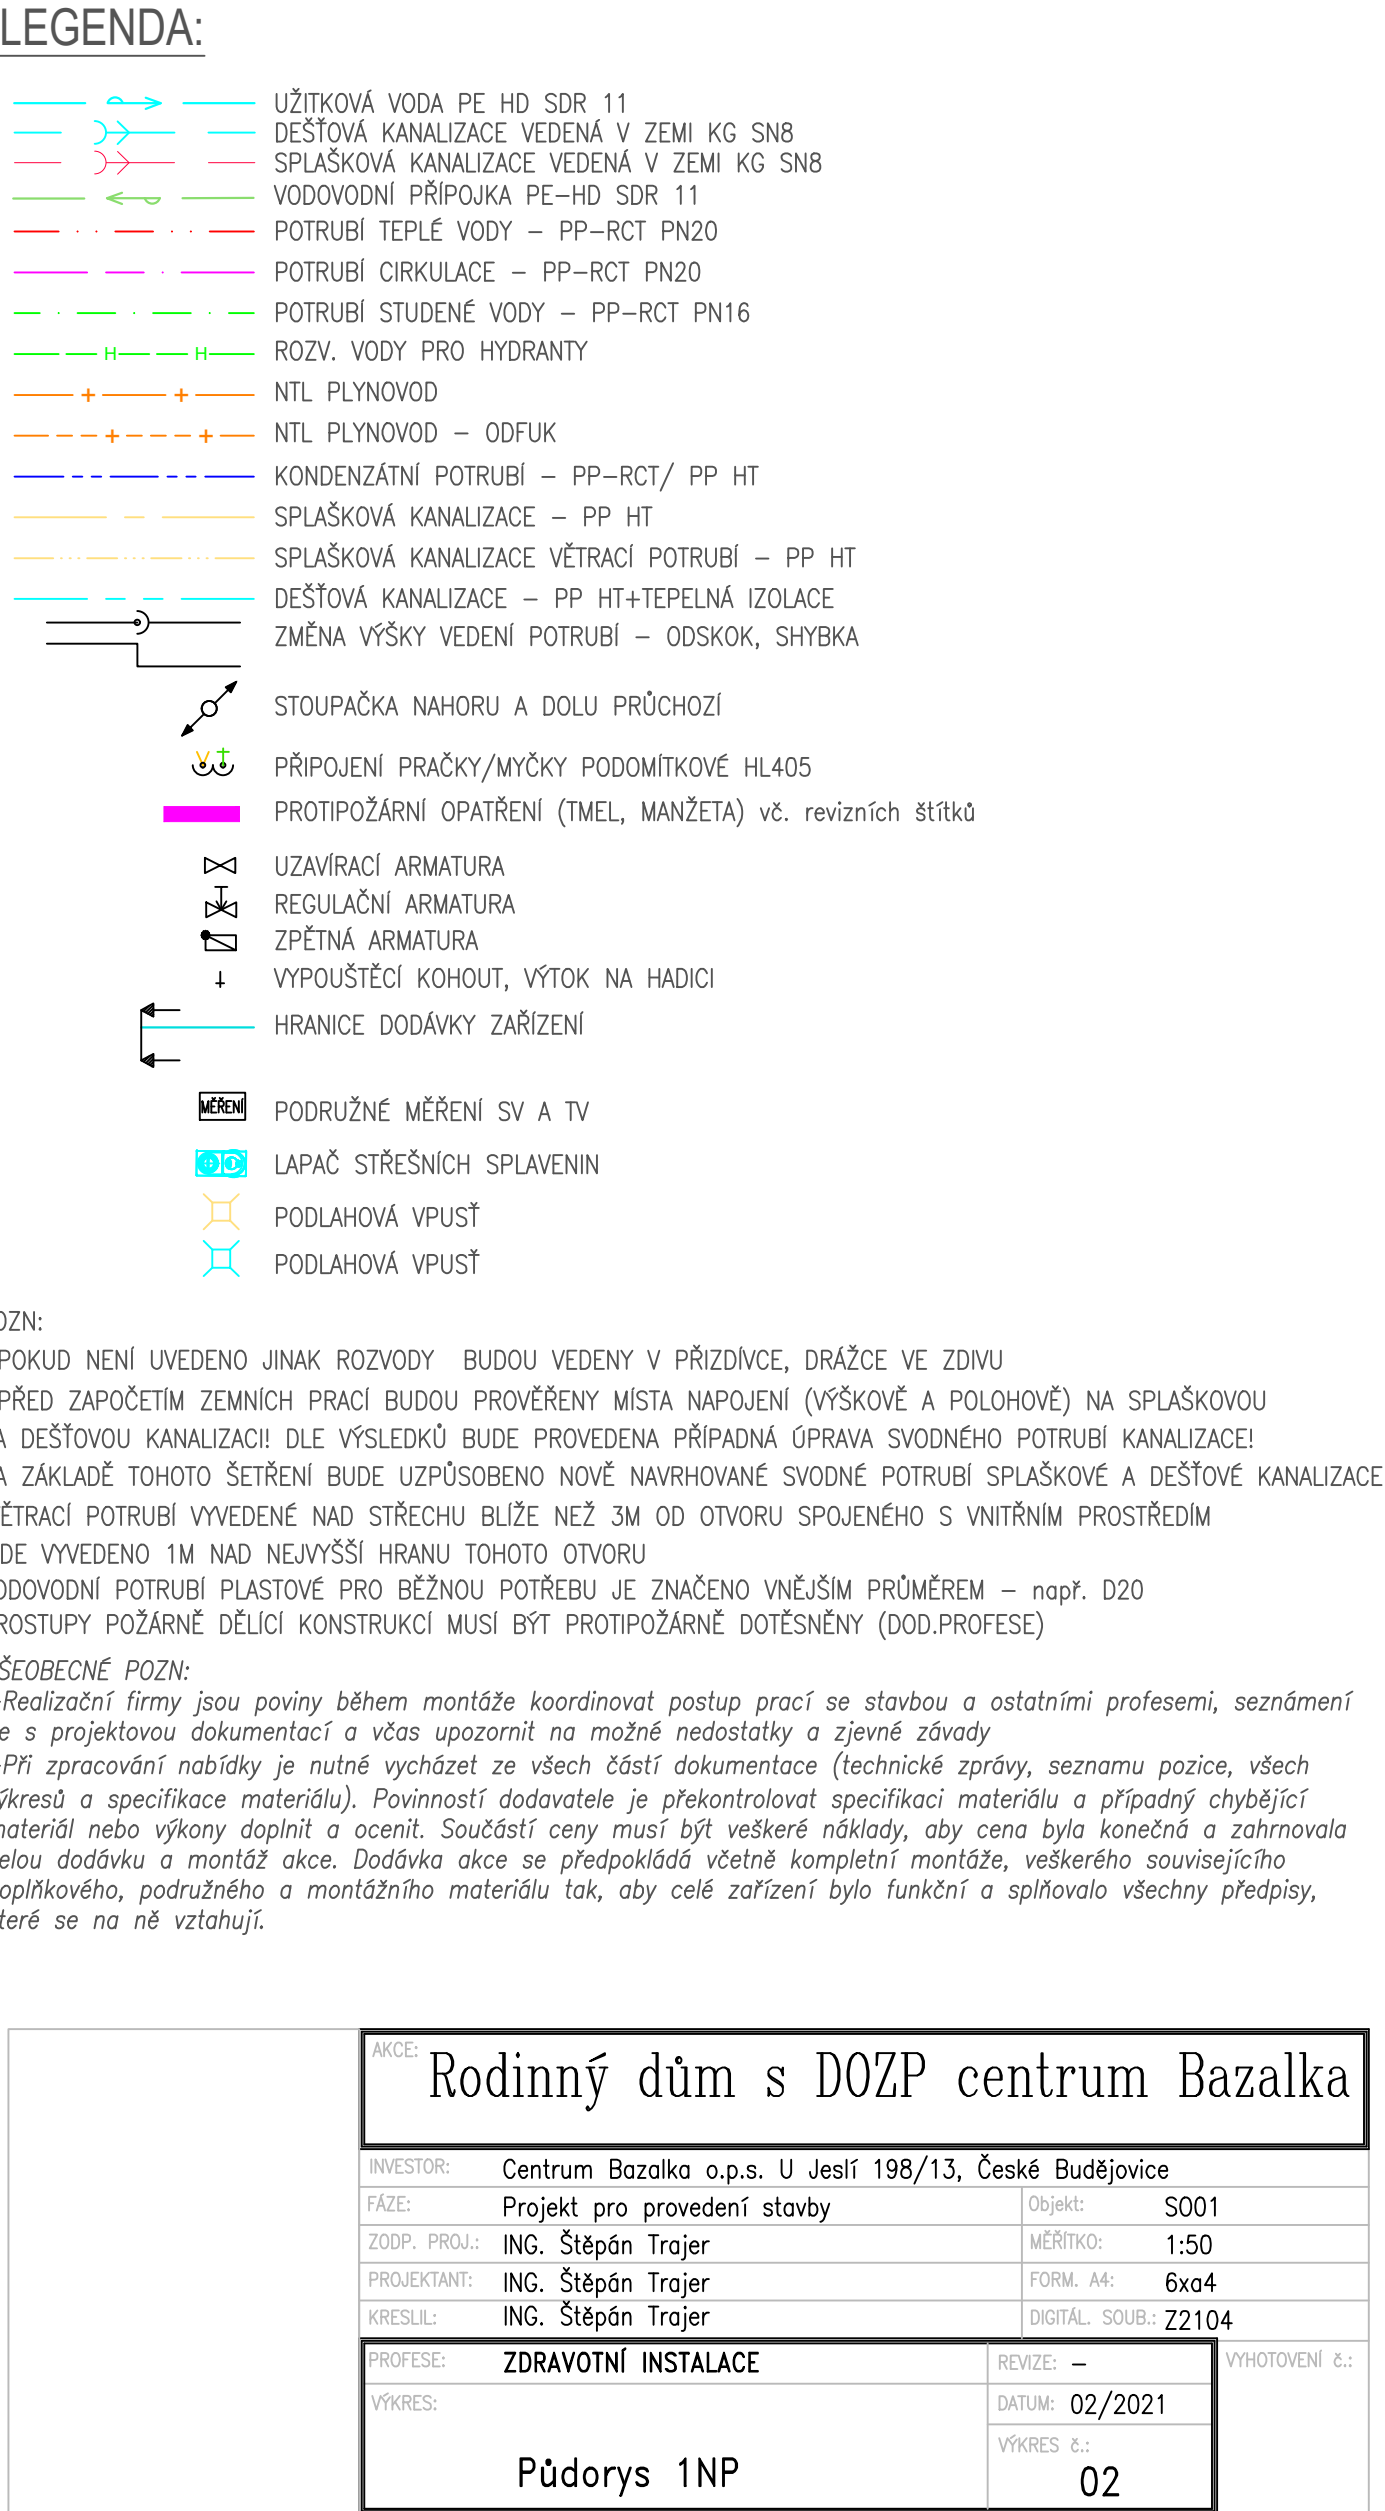 LEGENDA:
UŽITKOVÁ VODA PE HD SDR 11
DEŠŤOVÁ KANALIZACE VEDENÁ V ZEMI KG SN8
SPLAŠKOVÁ KANALIZACE VEDENÁ V ZEMI KG SN8
VODOVODNÍ PŘÍPOJKA PE-HD SDR 11
POTRUBÍ TEPLÉ VODY - PP-RCT PN20
POTRUBÍ CIRKULACE - PP-RCT PN20
POTRUBÍ STUDENÉ VODY - PP-RCT PN16
H H ROZV. VODY PRO HYDRANTY
NTL PLYNOVOD
NTL PLYNOVOD - ODFUK
KONDENZÁTNÍ POTRUBÍ - PP-RCT/ PP HT
SPLAŠKOVÁ KANALIZACE - PP HT
SPLAŠKOVÁ KANALIZACE VĚTRACÍ POTRUBÍ - PP HT
DEŠŤOVÁ KANALIZACE - PP HT+TEPELNÁ IZOLACE
ZMĚNA VÝŠKY VEDENÍ POTRUBÍ - ODSKOK, SHYBKA
STOUPAČKA NAHORU A DOLU PRŮCHOZÍ
PŘIPOJENÍ PRAČKY/MYČKY PODOMÍTKOVÉ HL405
PROTIPOŽÁRNÍ OPATŘENÍ (TMEL, MANŽETA) vč. revizních štítků
UZAVÍRACÍ ARMATURA
REGULAČNÍ ARMATURA
ZPĚTNÁ ARMATURA
VYPOUŠTĚCÍ KOHOUT, VÝTOK NA HADICI
HRANICE DODÁVKY ZAŘÍZENÍ
MĚŘENÍ PODRUŽNÉ MĚŘENÍ SV A TV
LAPAČ STŘEŠNÍCH SPLAVENIN
PODLAHOVÁ VPUSŤ
PODLAHOVÁ VPUSŤ
OZN:
POKUD NENÍ UVEDENO JINAK ROZVODY BUDOU VEDENY V PŘIZDÍVCE, DRÁŽCE VE ZDIVU
PŘED ZAPOČETÍM ZEMNÍCH PRACÍ BUDOU PROVĚŘENY MÍSTA NAPOJENÍ (VÝŠKOVĚ A POLOHOVĚ) NA SPLAŠKOVOU
A DEŠŤOVOU KANALIZACI! DLE VÝSLEDKŮ BUDE PROVEDENA PŘÍPADNÁ ÚPRAVA SVODNÉHO POTRUBÍ KANALIZACE!
A ZÁKLADĚ TOHOTO ŠETŘENÍ BUDE UZPŮSOBENO NOVĚ NAVRHOVANÉ SVODNÉ POTRUBÍ SPLAŠKOVÉ A DEŠŤOVÉ KANALIZACE
ĚTRACÍ POTRUBÍ VYVEDENÉ NAD STŘECHU BLÍŽE NEŽ 3M OD OTVORU SPOJENÉHO S VNITŘNÍM PROSTŘEDÍM
DE VYVEDENO 1M NAD NEJVYŠŠÍ HRANU TOHOTO OTVORU
ODOVODNÍ POTRUBÍ PLASTOVÉ PRO BĚŽNOU POTŘEBU JE ZNAČENO VNĚJŠÍM PRŮMĚREM - např. D20
ROSTUPY POŽÁRNĚ DĚLÍCÍ KONSTRUKCÍ MUSÍ BÝT PROTIPOŽÁRNĚ DOTĚSNĚNY (DOD.PROFESE)
ŠEOBECNÉ POZN:
-Realizační firmy jsou poviny během montáže koordinovat postup prací se stavbou a ostatními profesemi, seznámení
e s projektovou dokumentací a včas upozornit na možné nedostatky a zjevné závady
-Při zpracování nabídky je nutné vycházet ze všech částí dokumentace (technické zprávy, seznamu pozice, všech
ýkresů a specifikace materiálu). Povinností dodavatele je překontrolovat specifikaci materiálu a případný chybějící
materiál nebo výkony doplnit a ocenit. Součástí ceny musí být veškeré náklady, aby cena byla konečná a zahrnovala
elou dodávku a montáž akce. Dodávka akce se předpokládá včetně kompletní montáže, veškerého souvisejícího
oplňkového, podružného a montážního materiálu tak, aby celé zařízení bylo funkční a splňovalo všechny předpisy,
teré se na ně vztahují.
AKCE: Rodinný dům s DOZP centrum Bazalka
INVESTOR: Centrum Bazalka o.p.s. U Jeslí 198/13, České Budějovice
FÁZE: Projekt pro provedení stavby Objekt: SO01
ZODP. PROJ.: ING. Štěpán Trajer MĚŘÍTKO: 1:50
PROJEKTANT: ING. Štěpán Trajer FORM. A4: 6xa4
KRESLIL: ING. Štěpán Trajer DIGITÁL. SOUB.: Z2104
PROFESE: ZDRAVOTNÍ INSTALACE REVIZE: - VYHOTOVENÍ č.:
VÝKRES: DATUM: 02/2021
VÝKRES č.:
Půdorys 1NP 02